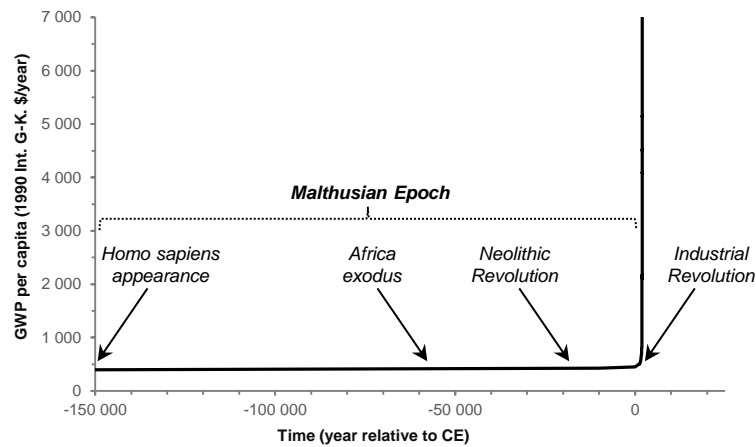 7 000
6 000
5 000
4 000
3 000
2 000
1 000
0
GWP per capita (1990 Int. G-K. $/year)
Malthusian Epoch
Homo sapiens
appearance
Africa
exodus
Neolithic
Revolution
Industrial
Revolution
-150 000
-100 000
-50 000
0
Time (year relative to CE)